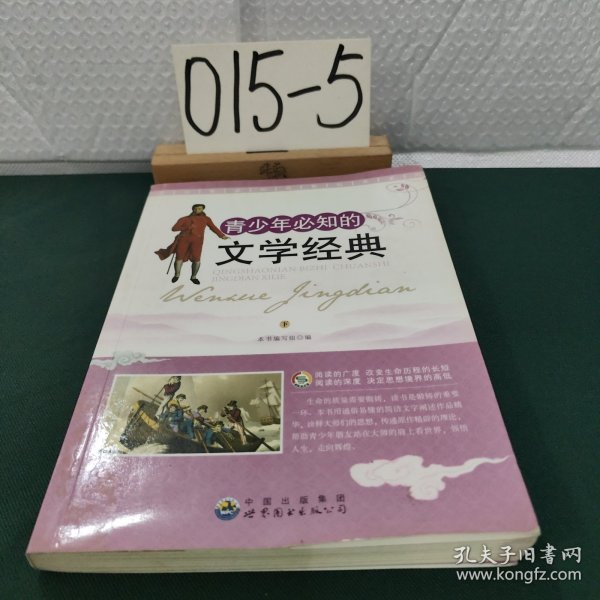 015-5
青少年必知的
文学经典
QINGSHAONIAN BIZHI CHUANSHI
JINGDIAN XILIE
Wenxue Jingdian
下
本书编写组◎编
阅读的广度 改变生命历程的长短
阅读的深度 决定思想境界的高低
生命的质量需要锻铸，读书是锻铸的重要
一环。本书用通俗易懂的简洁文字阐述作品精
华，诠释大师们的思想，传递原作精辟的理论，
帮助青少年朋友站在大师的肩上看世界，领悟
人生，走向辉煌。
中国出版集团
世界图书出版公司
孔夫子旧书网
www.kongfz.com